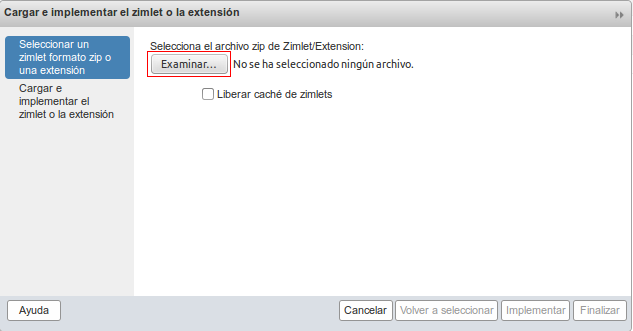 Cargar e implementar el zimlet o la extensión
Seleccionar un
zimlet formato zip o
una extensión
Cargar e
implementar el
zimlet o la extensión
Selecciona el archivo zip de Zimlet/Extension:
Examinar... No se ha seleccionado ningún archivo.
Liberar caché de zimlets
Ayuda Cancelar Volver a seleccionar Implementar Finalizar